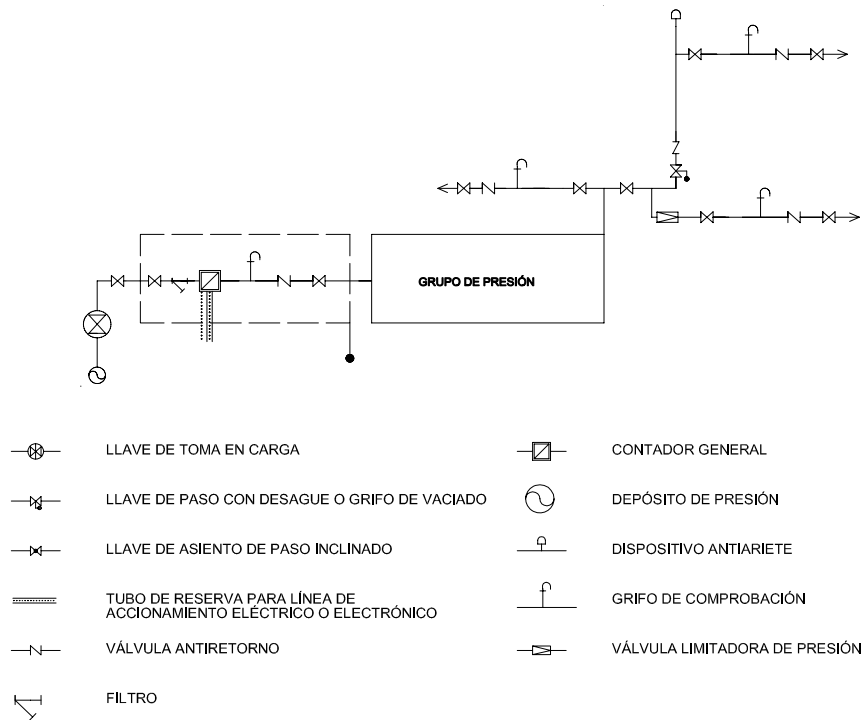 GRUPO DE PRESIÓN
LLAVE DE TOMA EN CARGA
LLAVE DE PASO CON DESAGUE O GRIFO DE VACIADO
LLAVE DE ASIENTO DE PASO INCLINADO
TUBO DE RESERVA PARA LÍNEA DE
ACCIONAMIENTO ELÉCTRICO O ELECTRÓNICO
VÁLVULA ANTIRETORNO
FILTRO
CONTADOR GENERAL
DEPÓSITO DE PRESIÓN
DISPOSITIVO ANTIARIETE
GRIFO DE COMPROBACIÓN
VÁLVULA LIMITADORA DE PRESIÓN